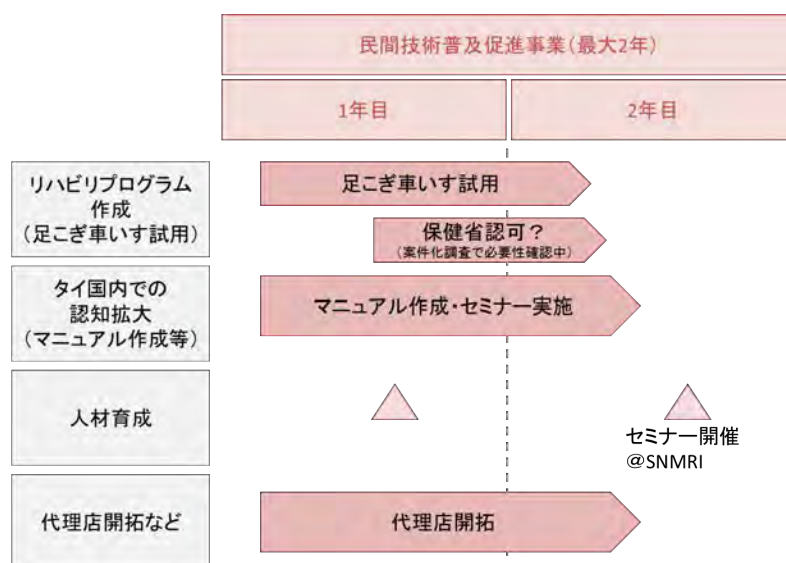 民間技術普及促進事業(最大2年)
1年目
2年目
リハビリプログラム
作成
(足こぎ車いす試用)
足こぎ車いす試用
保健省認可？
(案件化調査で必要性確認中)
タイ国内での
認知拡大
(マニュアル作成等)
マニュアル作成・セミナー実施
人材育成
セミナー開催
＠SNMRI
代理店開拓など
代理店開拓